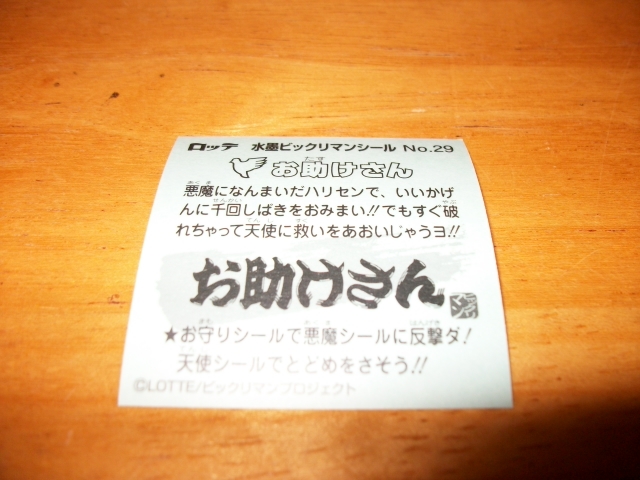 ロッテ 水墨ビックリマンシール No.29
お助けさん
悪魔になんまいだハリセンで、いいかげ
んに千回しばきをおみまい!!でもすぐ破
れちゃって天使に救いをあおいじゃうヨ!!
お助けさん
★お守りシールで悪魔シールに反撃ダ!
天使シールでとどめをさそう!!
©LOTTE/ビックリマンプロジェクト